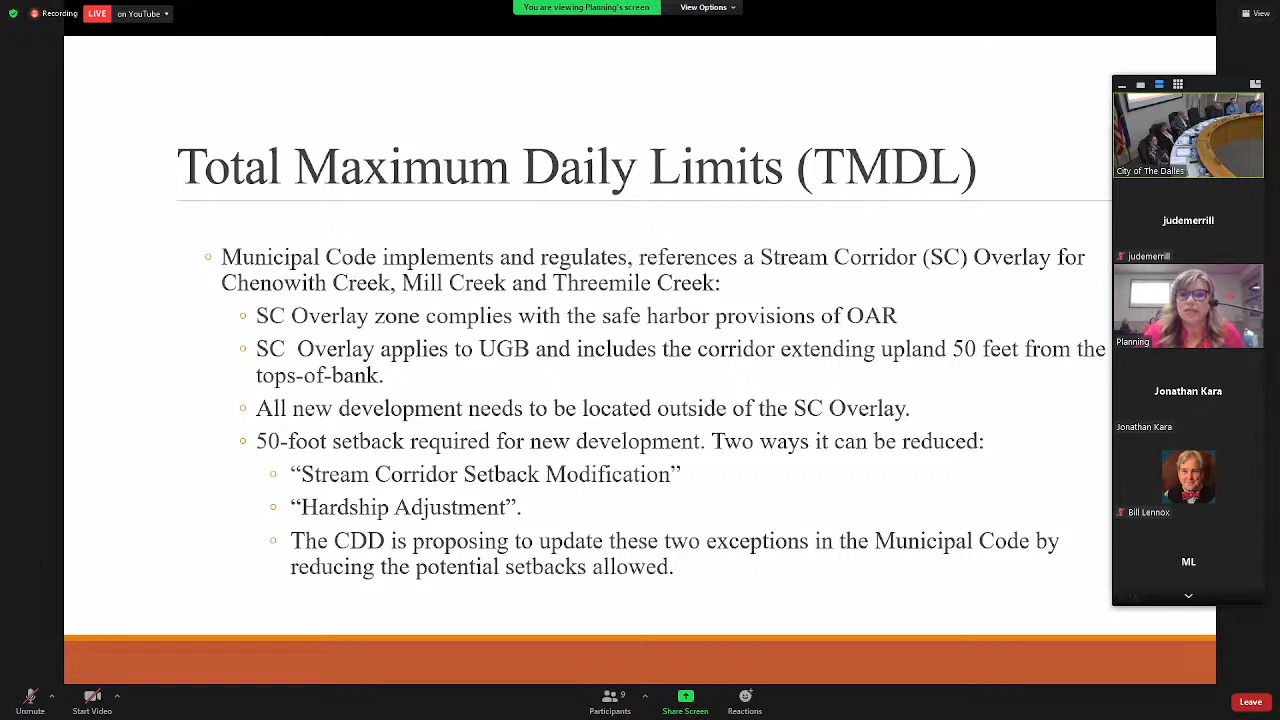 Recording
LIVE on YouTube
You are viewing Planning's screen
View Options
View
Total Maximum Daily Limits (TMDL)
Municipal Code implements and regulates, references a Stream Corridor (SC) Overlay for
Chenowith Creek, Mill Creek and Threemile Creek:
SC Overlay zone complies with the safe harbor provisions of OAR
SC Overlay applies to UGB and includes the corridor extending upland 50 feet from the
tops-of-bank.
All new development needs to be located outside of the SC Overlay.
50-foot setback required for new development. Two ways it can be reduced:
“Stream Corridor Setback Modification”
“Hardship Adjustment”.
The CDD is proposing to update these two exceptions in the Municipal Code by
reducing the potential setbacks allowed.
City of The Dalles
judemerrill
judemerrill
Planning
Jonathan Kara
Jonathan Kara
Bill Lennox
ML
Unmute
Start Video
9
Participants
Share Screen
Reactions
Leave